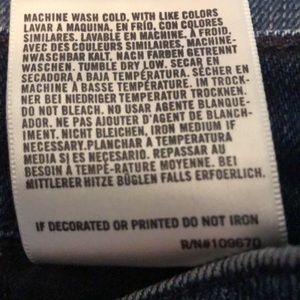 MACHINE WASH COLD, WITH LIKE COLORS
LAVAR A MAQUINA, EN FRÍO, CON COLORES
SIMILARES. LAVABLE EN MACHINE, À FROID,
AVEC DES COULEURS SIMILAIRES, MACHINE-
NWASCHBAR KALT, NACH FARBEN GETRENNT
WASCHEN, TUMBLE DRY LOW. SECAR EN
SECADORA A BAJA TEMPERATURA. SÉCHER EN
MACHINE À BASSE TEMPÉRATURE. IM TROCK-
NER BEI NIEDRIGER TEMPERATUR TROCKNEN.
DO NOT BLEACH. NO USAR AGENTE BLANQUE-
ADOR. NE PAS AJOUTER D'AGENT DE BLANCH-
IMENT. NICHT BLEICHEN, IRON MEDIUM IF
NECESSARY.PLANCHAR A TEMPERATURA
MEDIA SI ES NECESARIO. REPASSER AU
BESOIN À TEMPÉ-RATURE MOYENNE. BEI
MITTLERER HITZE BÜGLEN FALLS ERFOERLICH.
IF DECORATED OR PRINTED DO NOT IRON
R/N#109670